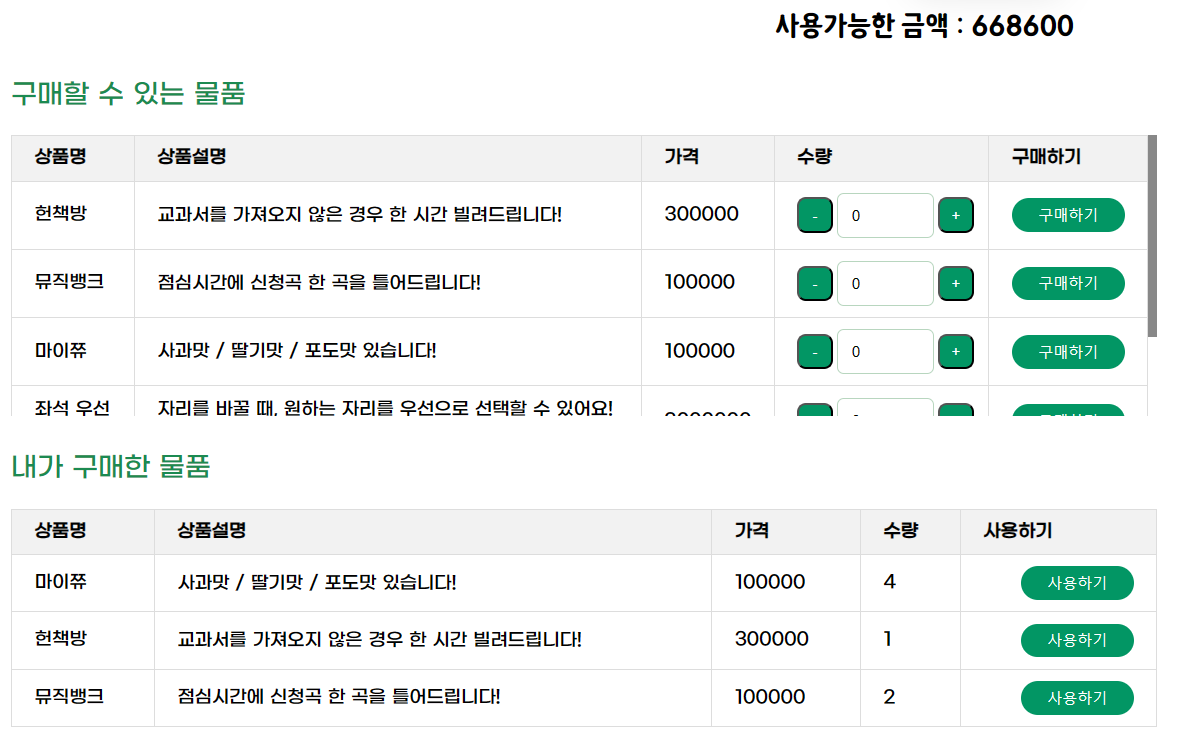 사용가능한 금액 : 668600
구매할 수 있는 물품
상품명 상품설명 가격 수량 구매하기
헌책방 교과서를 가져오지 않은 경우 한 시간 빌려드립니다! 300000 - 0 + 구매하기
뮤직뱅크 점심시간에 신청곡 한 곡을 틀어드립니다! 100000 - 0 + 구매하기
마이쮸 사과맛 / 딸기맛 / 포도맛 있습니다! 100000 - 0 + 구매하기
좌석 우선 자리를 바꿀 때, 원하는 자리를 우선으로 선택할 수 있어요!
내가 구매한 물품
상품명 상품설명 가격 수량 사용하기
마이쮸 사과맛 / 딸기맛 / 포도맛 있습니다! 100000 4 사용하기
헌책방 교과서를 가져오지 않은 경우 한 시간 빌려드립니다! 300000 1 사용하기
뮤직뱅크 점심시간에 신청곡 한 곡을 틀어드립니다! 100000 2 사용하기